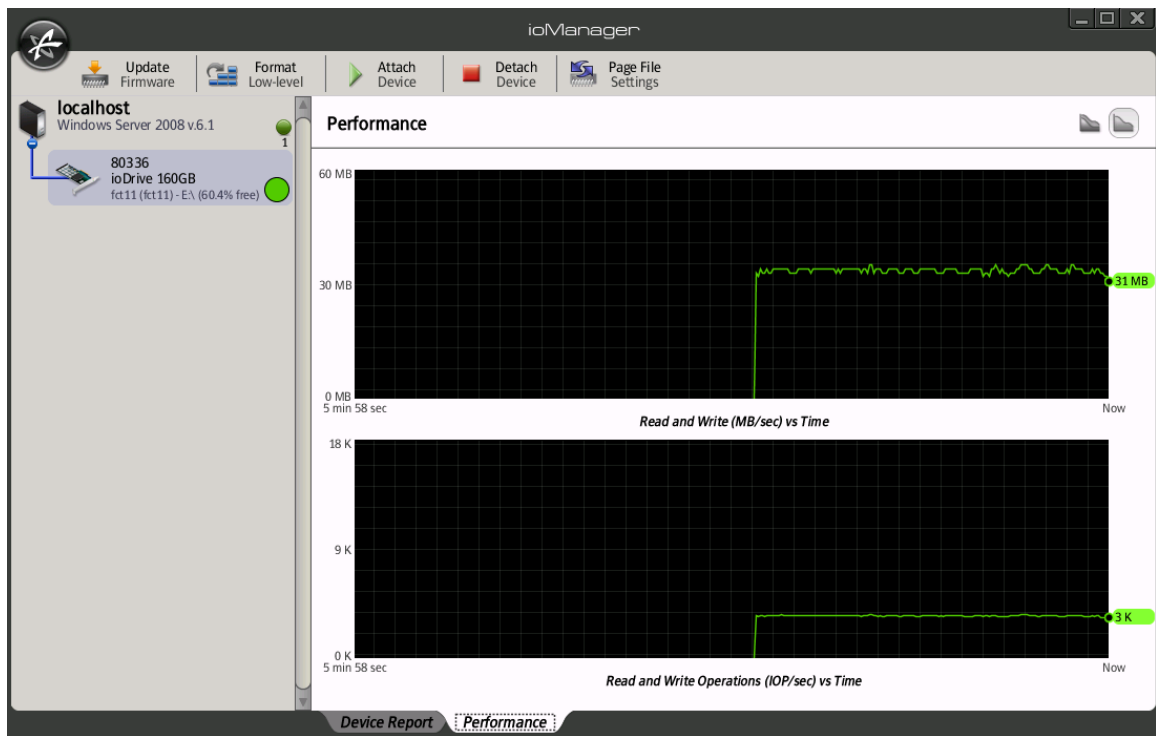 ioManager
Update
Firmware
Format
Low-level
Attach
Device
Detach
Device
Page File
Settings
localhost
Windows Server 2008 v.6.1
1
80336
ioDrive 160GB
fct11 (fct11) - E:\ (60.4% free)
Performance
60 MB
30 MB
31 MB
0 MB
5 min 58 sec
Now
Read and Write (MB/sec) vs Time
18 K
9 K
3 K
0 K
5 min 58 sec
Now
Read and Write Operations (IOP/sec) vs Time
Device Report
Performance